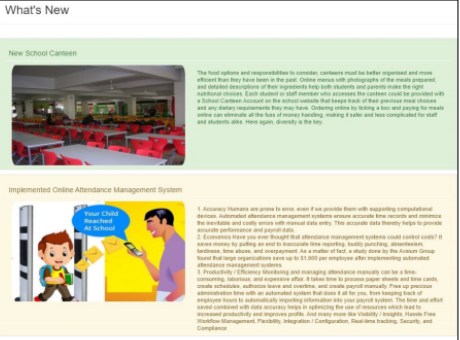 What's New
New School Canteen
The food options and responsibilities to consider, canteens must be better organised and more
efficient than they have been in the past. Online menus with photographs of the meals prepared,
and detailed descriptions of their ingredients help both students and parents make the right
nutritional choices. Each student or staff member who accesses the canteen could be provided with
a School Canteen Account on the school website that keeps track of their previous meal choices
and any dietary requirements they may have. Ordering online by ticking a box and paying for meals
online can eliminate all the fuss of money handling, making it safer and less complicated for staff
and students alike. Here again, diversity is the key.
Implemented Online Attendance Management System
Your Child
Reached
At School
1. Accuracy Humans are prone to error, even if we provide them with supporting computational
devices. Automated attendance management systems ensure accurate time records and minimize
the inevitable and costly errors with manual data entry. This accurate data thereby helps to provide
accurate performance and payroll data.
2. Economics Have you ever thought that attendance management systems could control costs? It
saves money by putting an end to inaccurate time reporting, buddy punching, absenteeism,
tardiness, time abuse, and overpayment. As a matter of fact, a study done by the Axsium Group
found that large organizations save up to $1,600 per employee after implementing automated
attendance management systems.
3. Productivity / Efficiency Monitoring and managing attendance manually can be a time-
consuming, laborious, and expensive affair. It takes time to process paper sheets and time cards,
create schedules, authorize leave and overtime, and create payroll manually. Free up precious
administration time with an automated system that does it all for you, from keeping track of
employee hours to automatically importing information into your payroll system. The time and effort
saved combined with data accuracy helps in optimizing the use of resources which lead to
increased productivity and improves profits. And many more like Visibility / Insights, Hassle Free
Workflow Management, Flexibility, Integration / Configuration, Real-time tracking, Security, and
Compliance